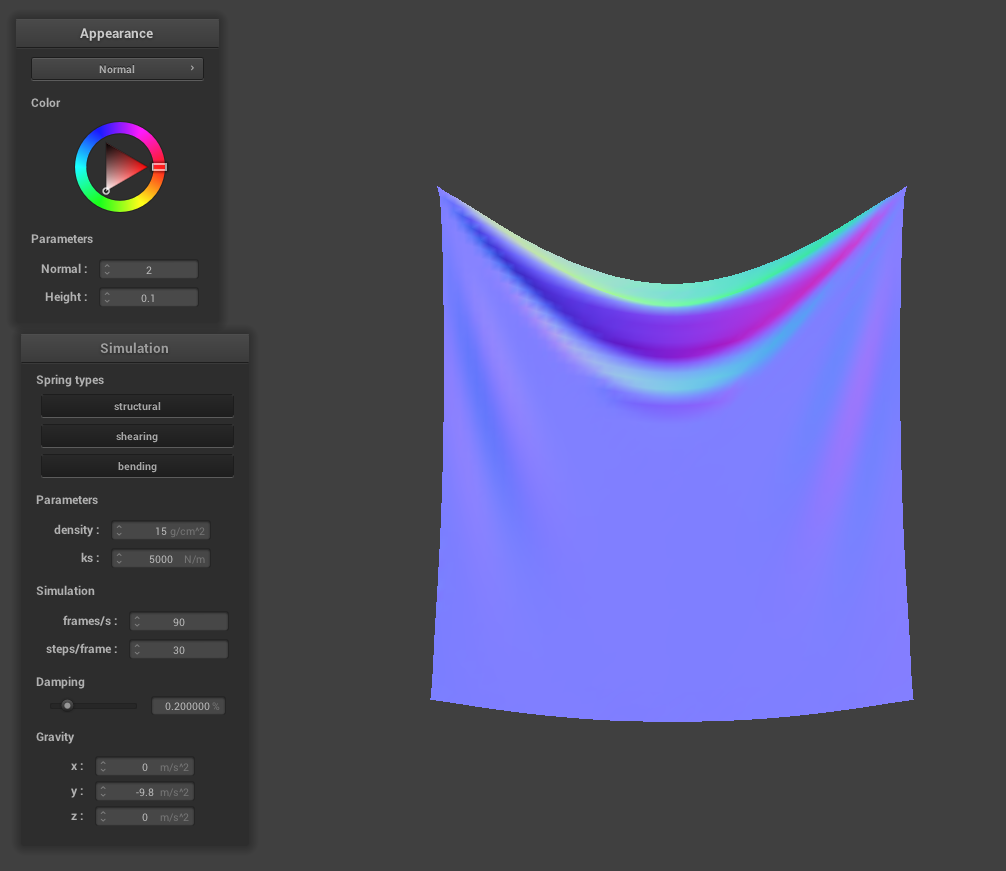 Appearance
Normal
Color
Parameters
Normal : 2
Height : 0.1
Simulation
Spring types
structural
shearing
bending
Parameters
density : 15 g/cm^2
ks : 5000 N/m
Simulation
frames/s : 90
steps/frame : 30
Damping
0.200000 %
Gravity
x : 0 m/s^2
y : -9.8 m/s^2
z : 0 m/s^2